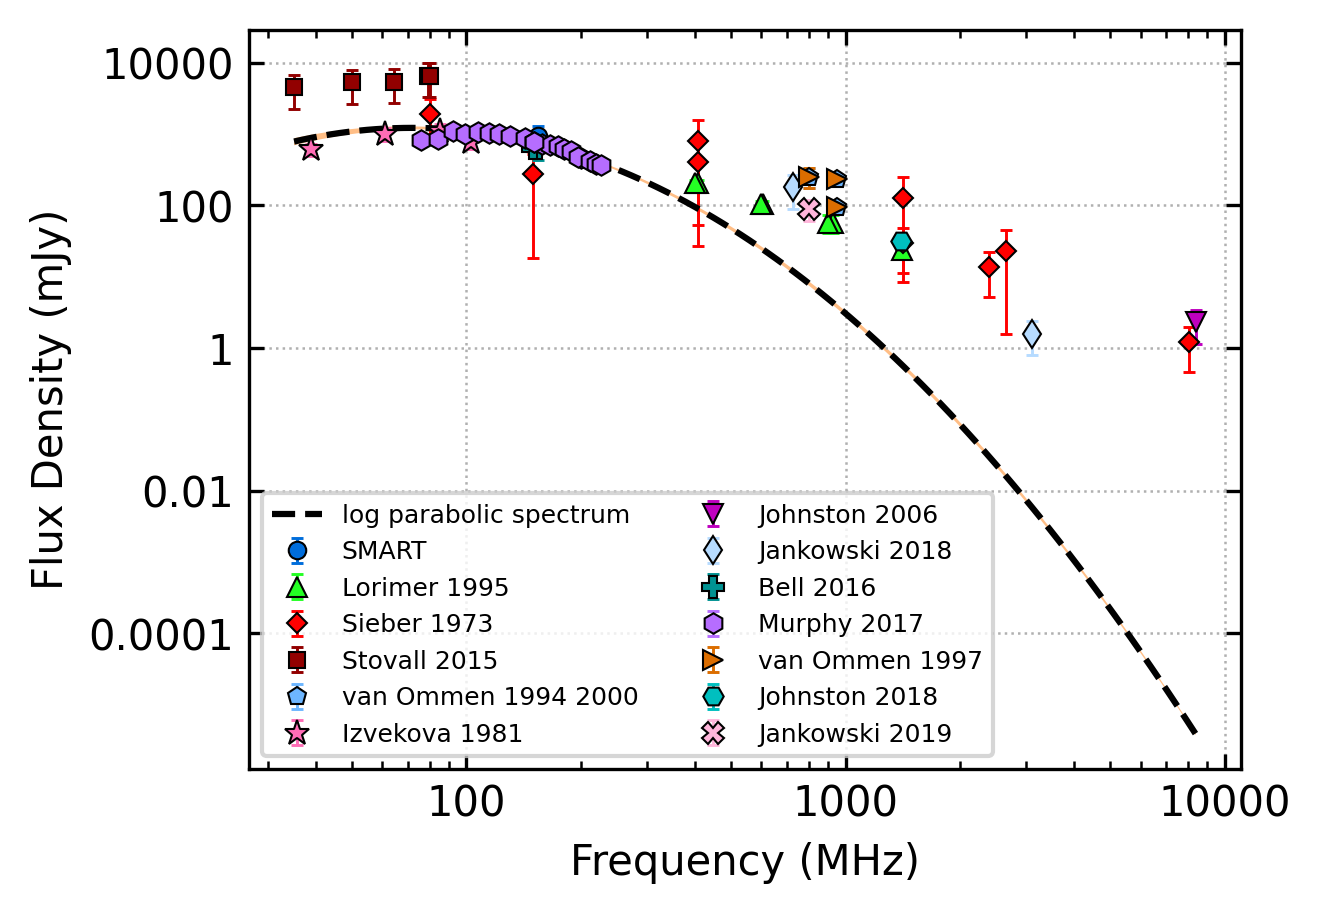 10000
100
1
0.01
0.0001
Flux Density (mJy)
log parabolic spectrum
SMART
Lorimer 1995
Sieber 1973
Stovall 2015
van Ommen 1994 2000
Izvekova 1981
Johnston 2006
Jankowski 2018
Bell 2016
Murphy 2017
van Ommen 1997
Johnston 2018
Jankowski 2019
100
1000
10000
Frequency (MHz)